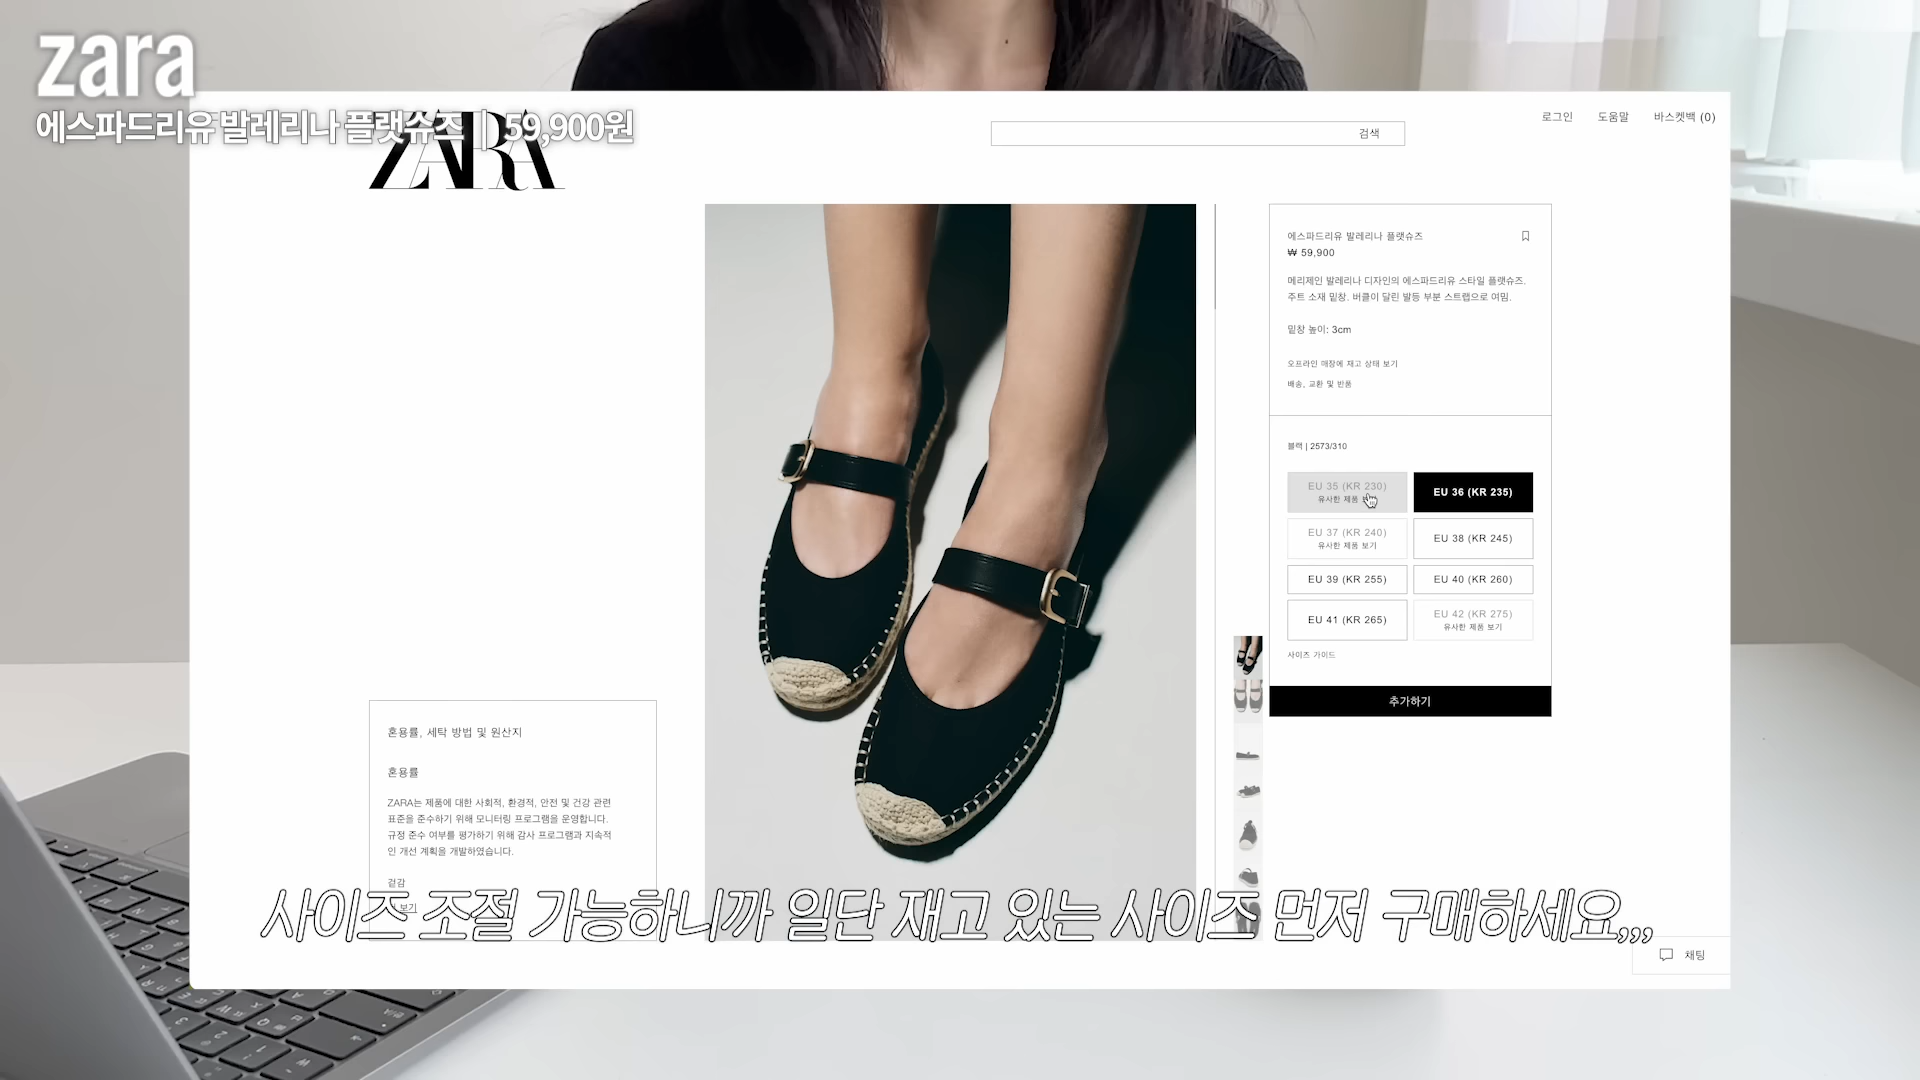 zara
에스파드리유 발레리나 플랫슈즈 | 59,900원
ZARA
검색
로그인
도움말
바스켓백 (0)
에스파드리유 발레리나 플랫슈즈
₩ 59,900
메리제인 발레리나 디자인의 에스파드리유 스타일 플랫슈즈.
주트 소재 밑창. 버클이 달린 발등 부분 스트랩으로 여밈.
밑창 높이: 3cm
오프라인 매장에 재고 상태 보기
배송, 교환 및 반품
블랙 | 2573/310
EU 35 (KR 230)
유사한 제품
EU 36 (KR 235)
EU 37 (KR 240)
유사한 제품 보기
EU 38 (KR 245)
EU 39 (KR 255)
EU 40 (KR 260)
EU 41 (KR 265)
EU 42 (KR 275)
유사한 제품 보기
사이즈 가이드
추가하기
혼용률, 세탁 방법 및 원산지
혼용률
ZARA는 제품에 대한 사회적, 환경적, 안전 및 건강 관련
표준을 준수하기 위해 모니터링 프로그램을 운영합니다.
규정 준수 여부를 평가하기 위해 감사 프로그램과 지속적
인 개선 계획을 개발하였습니다.
겉감
보기
사이즈 조절 가능하니까 일단 재고 있는 사이즈 먼저 구매하세요,,,
채팅